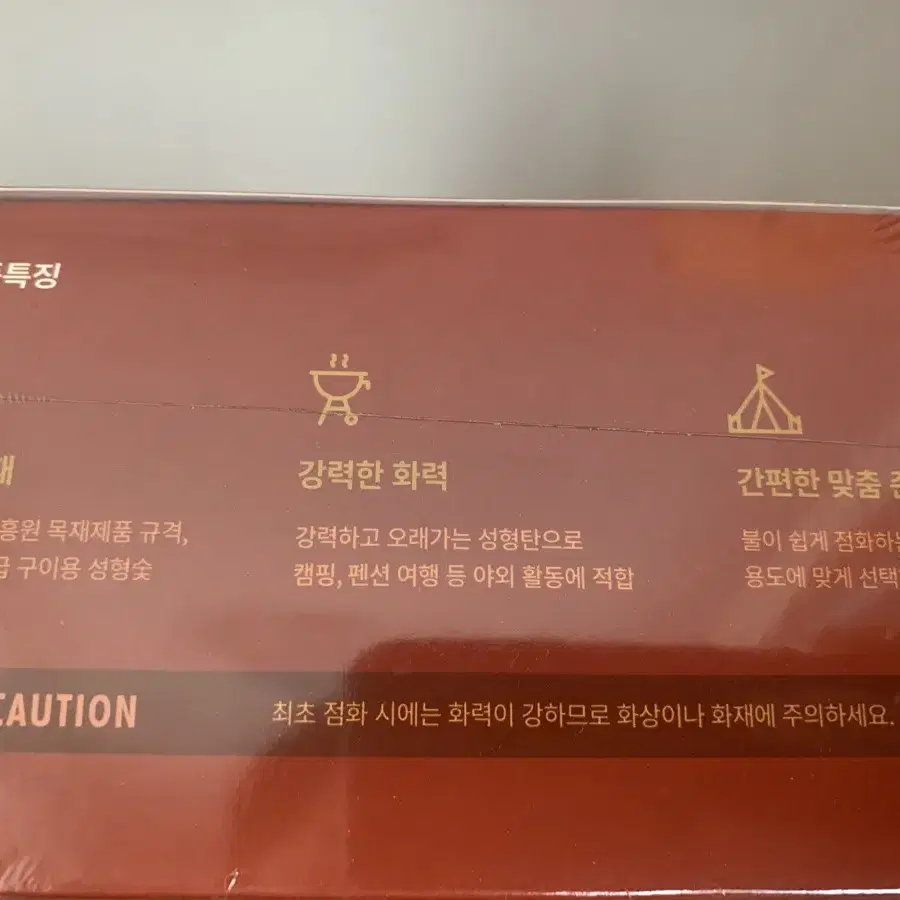 특징
강력한 화력
간편한 맞춤
흥원 목재제품 규격,
구이용 성형숯
강력하고 오래가는 성형탄으로
캠핑, 펜션 여행 등 야외 활동에 적합
불이 쉽게 점화하는
용도에 맞게 선택
CAUTION
최초 점화 시에는 화력이 강하므로 화상이나 화재에 주의하세요.